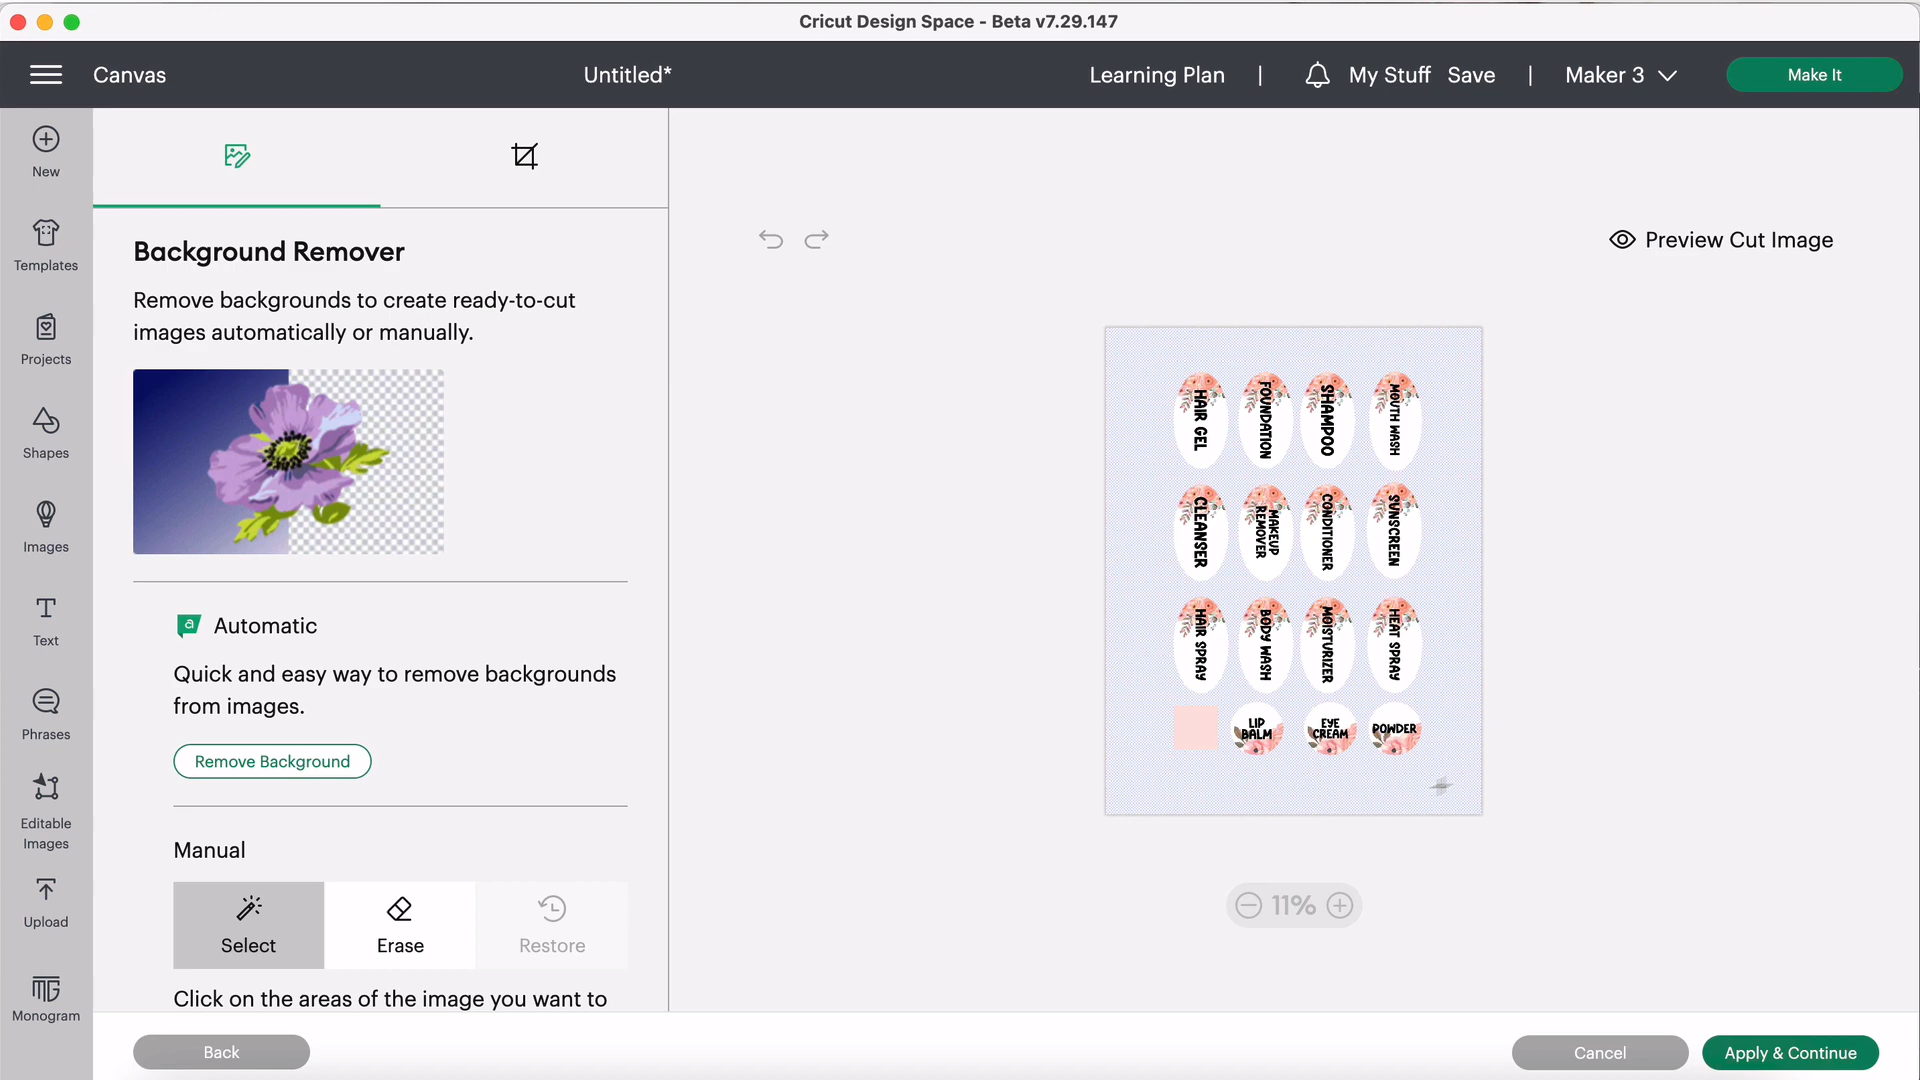 Cricut Design Space - Beta v7.29.147
Canvas
Untitled*
Learning Plan
|
My Stuff
Save
|
Maker 3
Make It
New
Templates
Projects
Shapes
Images
Text
Phrases
Editable
Images
Upload
Monogram
Background Remover
Remove backgrounds to create ready-to-cut
images automatically or manually.
a
Automatic
Quick and easy way to remove backgrounds
from images.
Remove Background
Manual
Select
Erase
Restore
Click on the areas of the image you want to
Preview Cut Image
HAIR GEL
FOUNDATION
SHAMPOO
MOUTH WASH
CLEANSER
MAKEUP
REMOVER
CONDITIONER
SUNSCREEN
HAIR SPRAY
BODY WASH
MOISTURIZER
HEAT SPRAY
LIP
BALM
EYE
CREAM
POWDER
11%
Back
Cancel
Apply & Continue